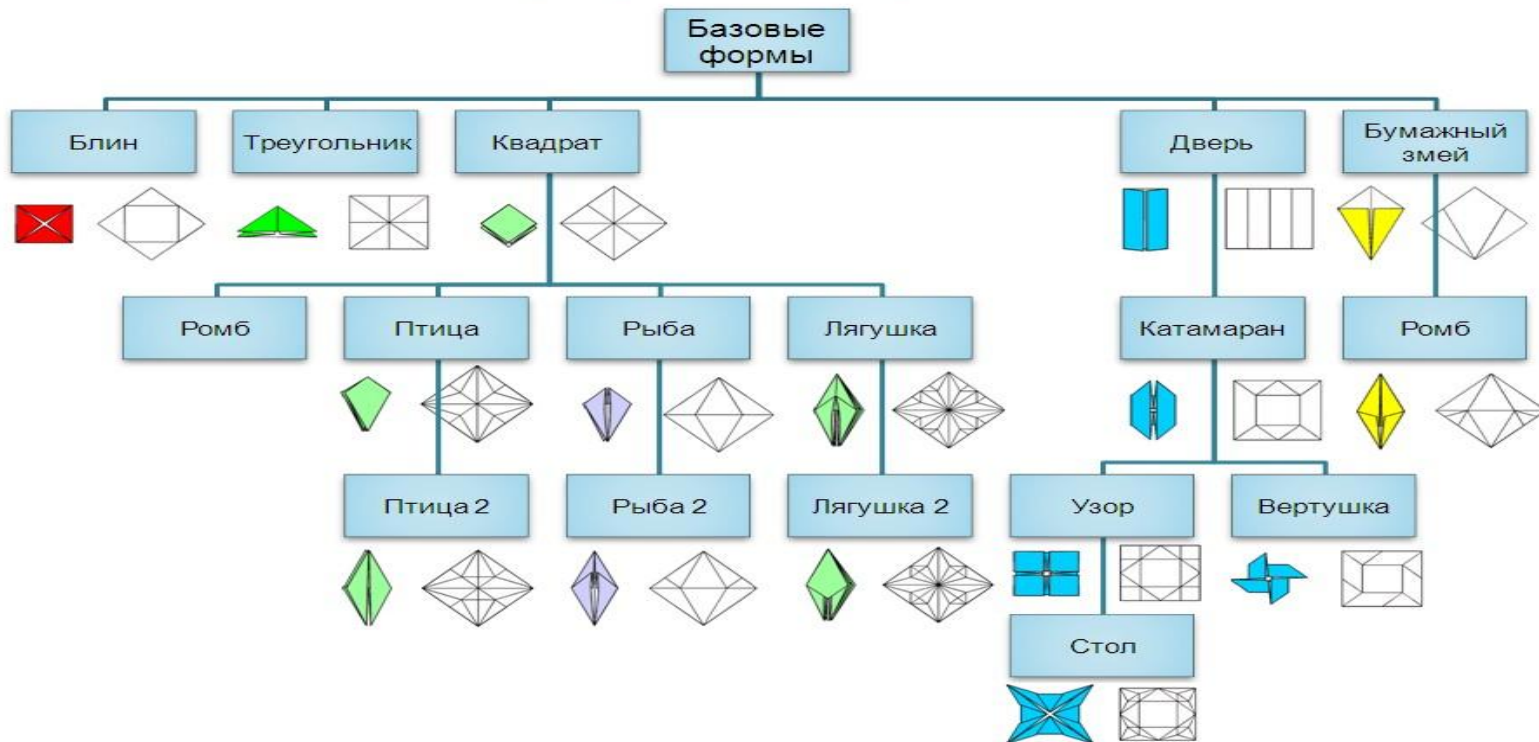 Базовые
формы
Блин
Треугольник
Квадрат
Дверь
Бумажный
змей
Ромб
Птица
Рыба
Лягушка
Катамаран
Ромб
Птица 2
Рыба 2
Лягушка 2
Узор
Вертушка
Стол